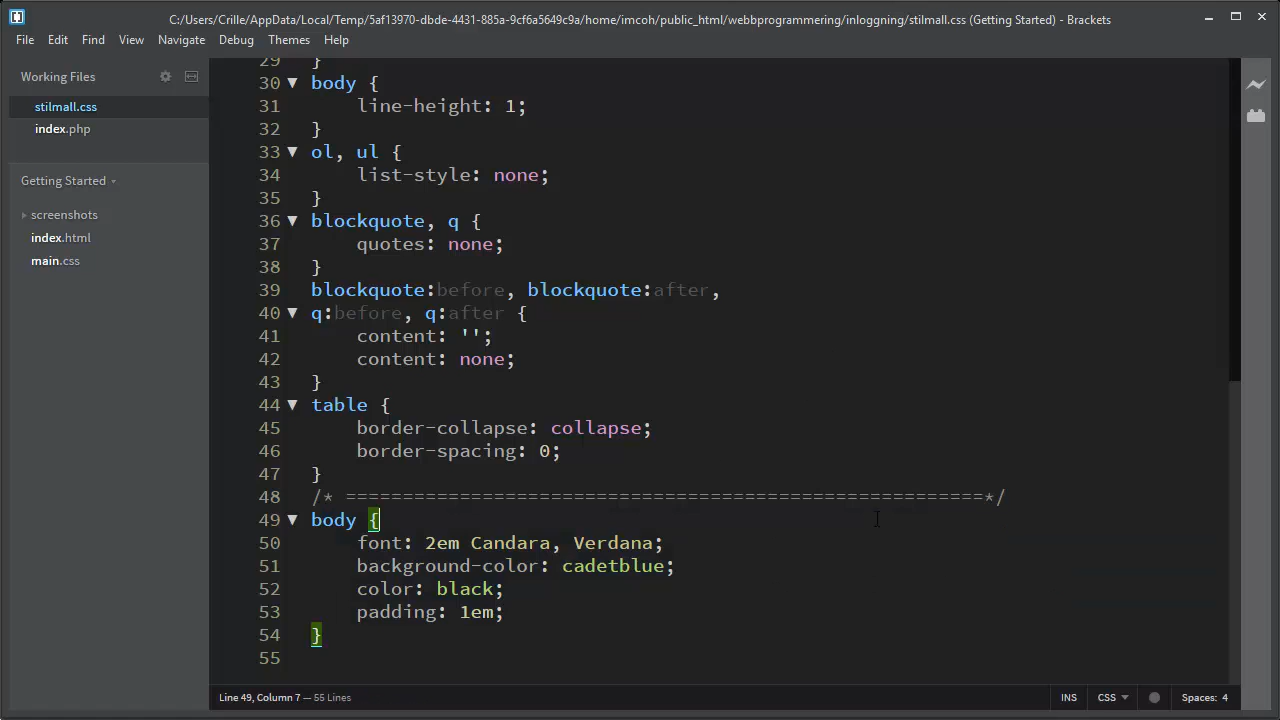 C:/Users/Crille/AppData/Local/Temp/5af13970-dbde-4431-885a-9cf6a5649c9a/home/imcoh/public_html/webbprogrammering/inloggning/stilmall.css (Getting Started) - Brackets
File Edit Find View Navigate Debug Themes Help
Working Files
stilmall.css
index.php
Getting Started
screenshots
index.html
main.css
29 }
30 body {
31 line-height: 1;
32 }
33 ol, ul {
34 list-style: none;
35 }
36 blockquote, q {
37 quotes: none;
38 }
39 blockquote:before, blockquote:after,
40 q:before, q:after {
41 content: '';
42 content: none;
43 }
44 table {
45 border-collapse: collapse;
46 border-spacing: 0;
47 }
48 /* ========================================================*/
49 body {
50 font: 2em Candara, Verdana;
51 background-color: cadetblue;
52 color: black;
53 padding: 1em;
54 }
55
Line 49, Column 7 — 55 Lines INS CSS Spaces: 4